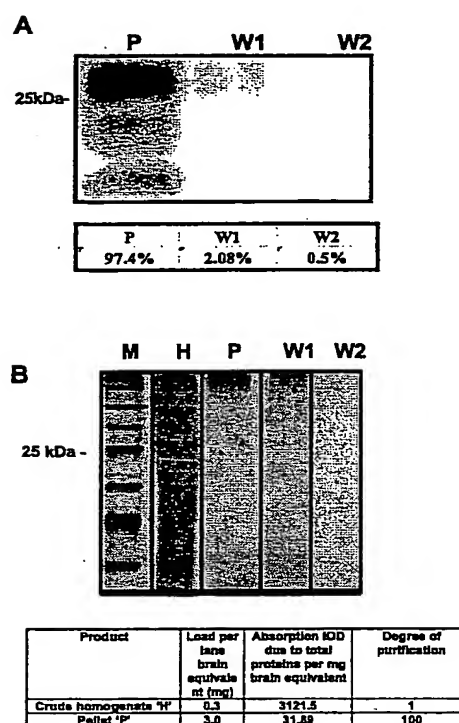 A
P W1 W2
25kDa-
P W1 W2
97.4% 2.08% 0.5%
M H P W1 W2
B
25 kDa -
Product
Load per lane brain equivale nt (mg)
Absorption IOD due to total proteins per mg brain equivalent
Degree of purification
Crude homogenate 'H' 0.3 3121.5 1
Pellet 'P' 3.0 31.89 100